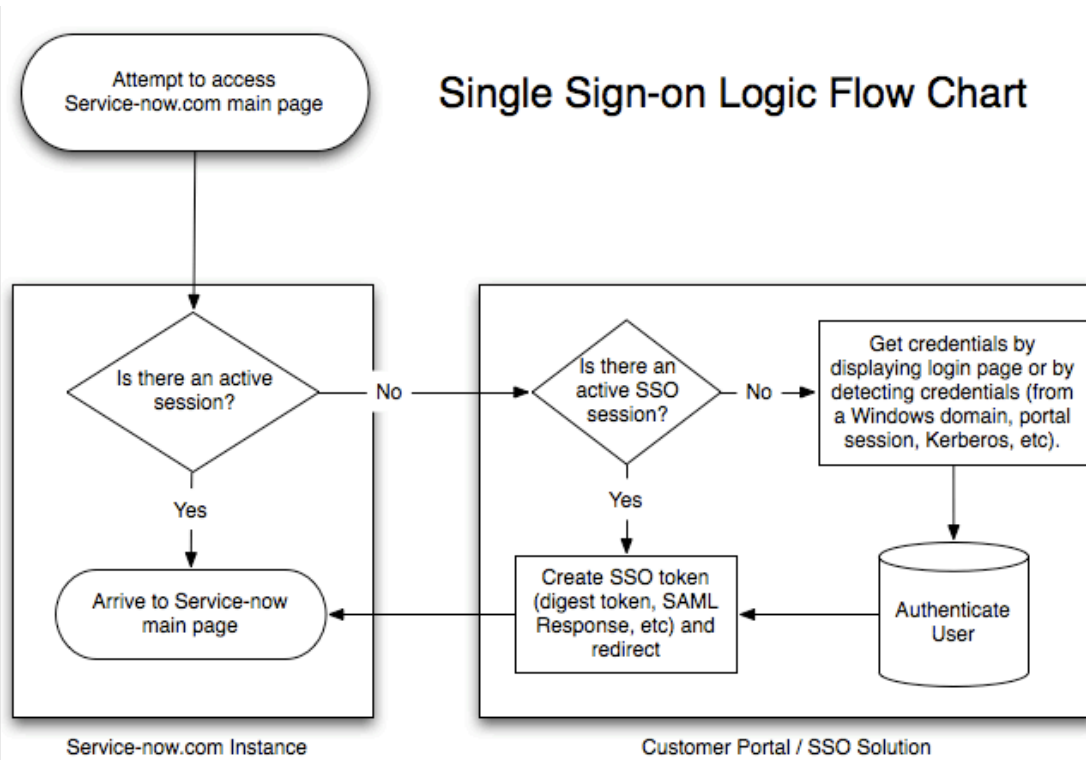 Attempt to access
Service-now.com main page
Single Sign-on Logic Flow Chart
Is there an active
session?
No
Is there an
active SSO
session?
No
Get credentials by
displaying login page or by
detecting credentials (from
a Windows domain, portal
session, Kerberos, etc).
Yes
Yes
Arrive to Service-now
main page
Create SSO token
(digest token, SAML
Response, etc) and
redirect
Authenticate
User
Service-now.com Instance
Customer Portal / SSO Solution